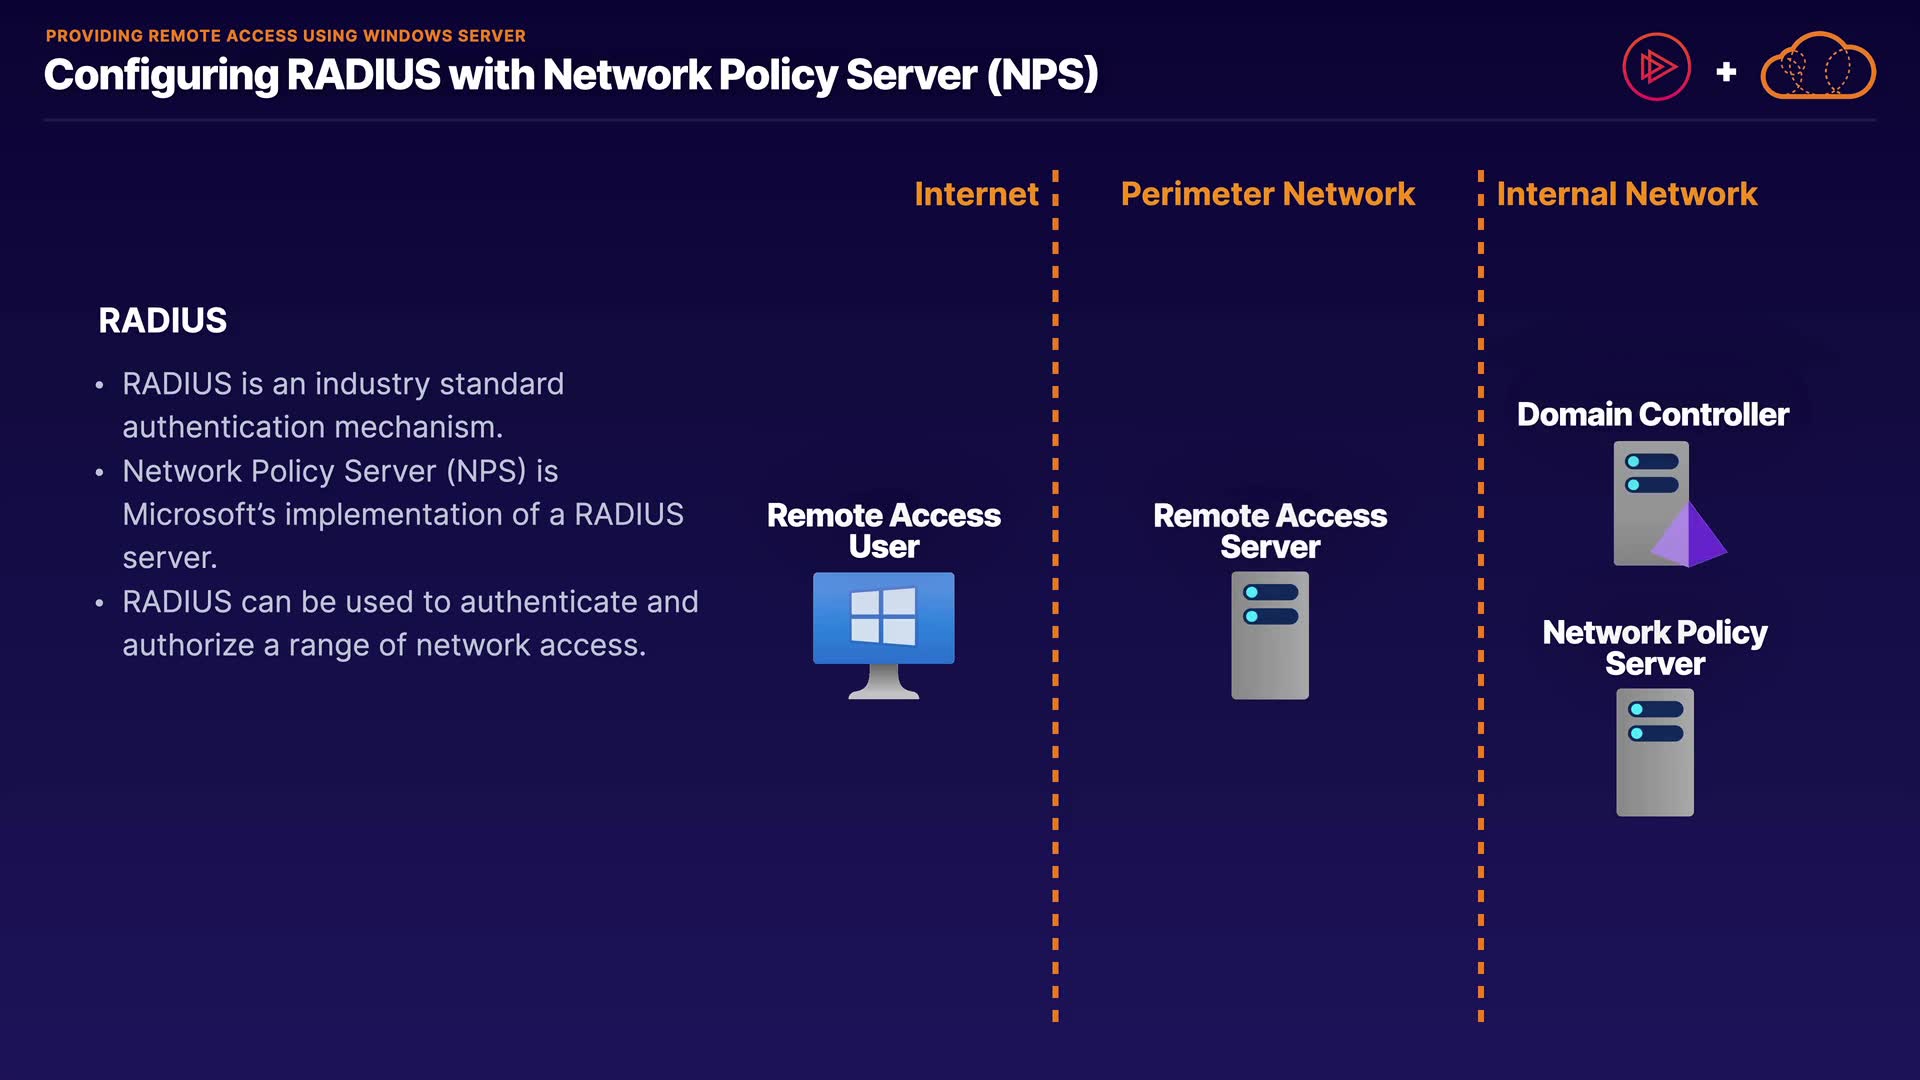 PROVIDING REMOTE ACCESS USING WINDOWS SERVER
Configuring RADIUS with Network Policy Server (NPS)
+
RADIUS
• RADIUS is an industry standard
authentication mechanism.
• Network Policy Server (NPS) is
Microsoft’s implementation of a RADIUS
server.
• RADIUS can be used to authenticate and
authorize a range of network access.
Internet
Perimeter Network
Internal Network
Remote Access
User
Remote Access
Server
Domain Controller
Network Policy
Server